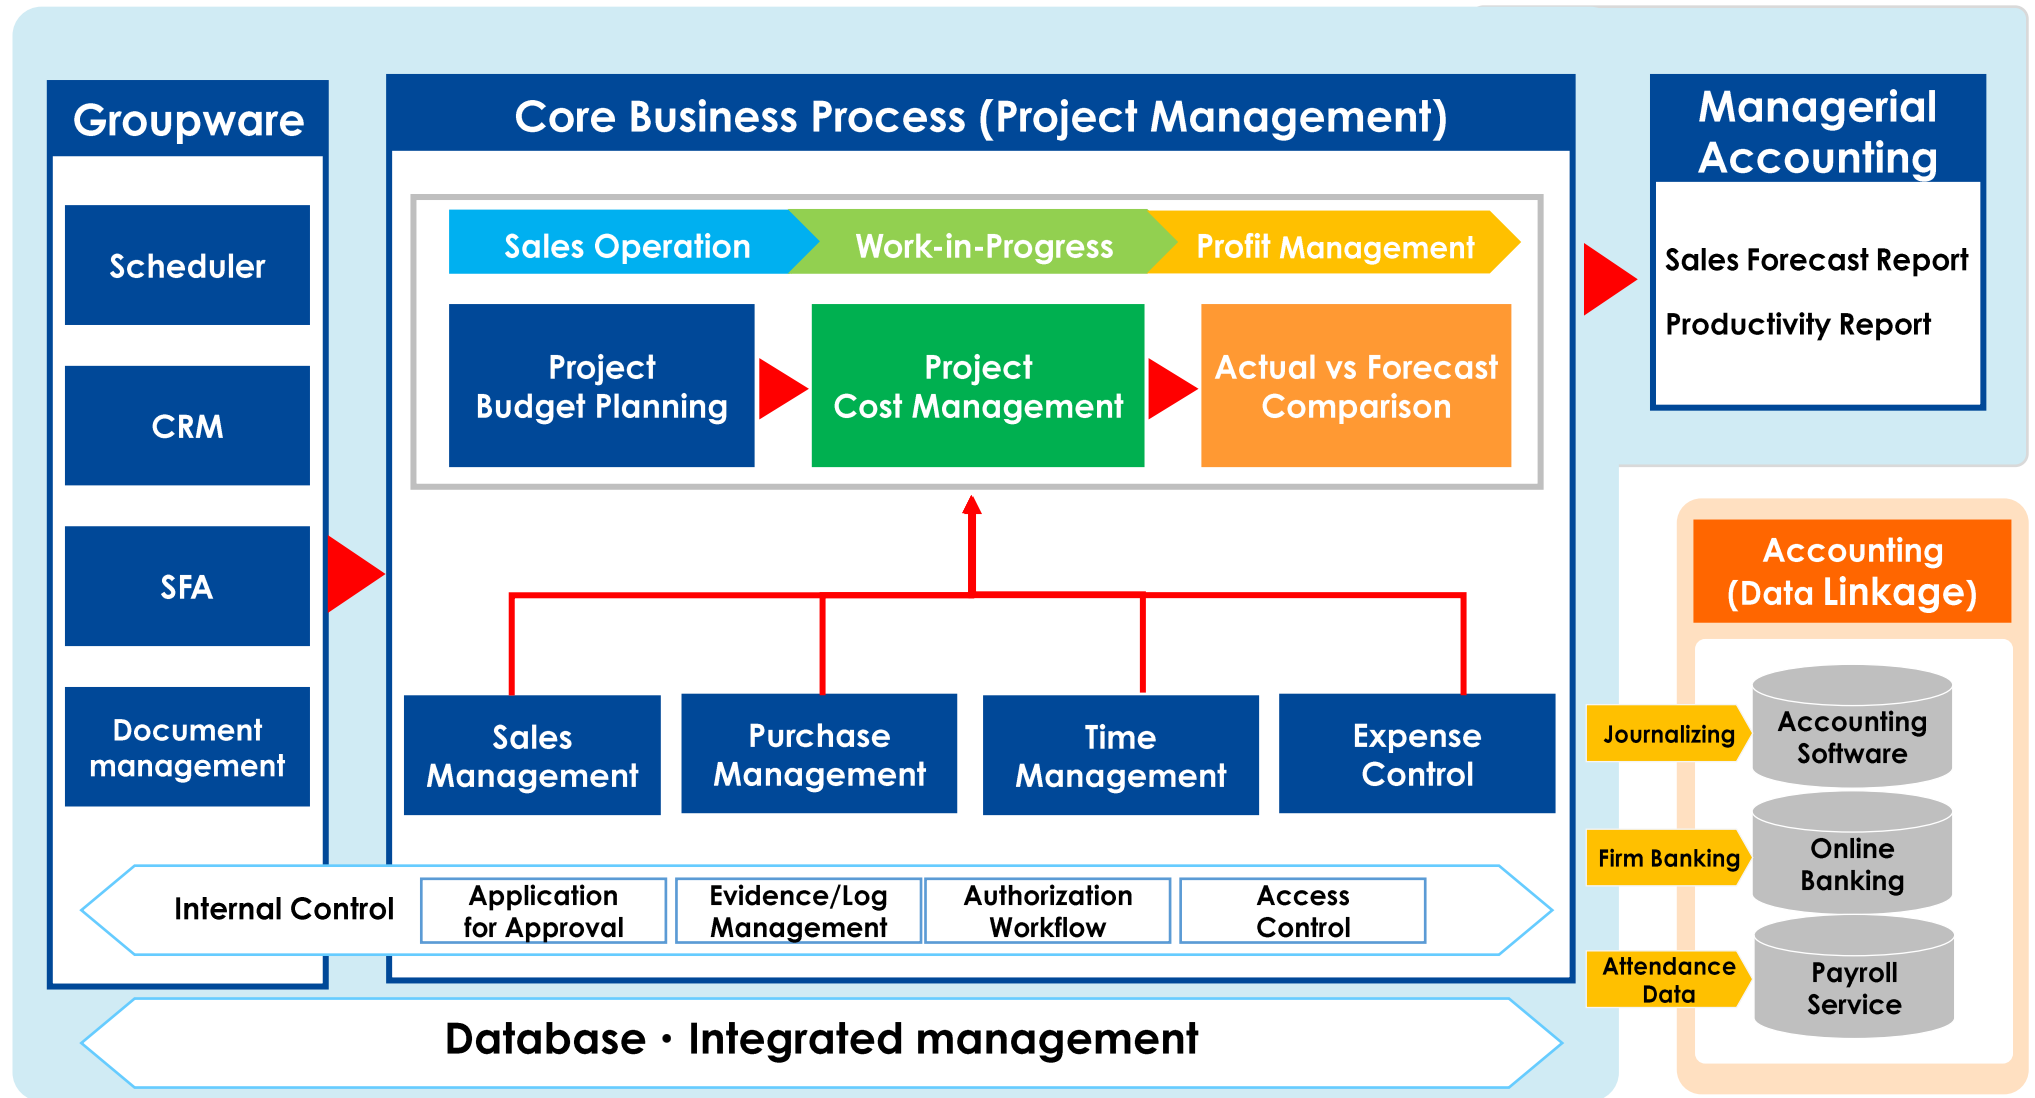 Groupware
Scheduler
CRM
SFA
Document
management
Core Business Process (Project Management)
Sales Operation
Work-in-Progress
Profit Management
Project
Budget Planning
Project
Cost Management
Actual vs Forecast
Comparison
Sales
Management
Purchase
Management
Time
Management
Expense
Control
Internal Control
Application
for Approval
Evidence/Log
Management
Authorization
Workflow
Access
Control
Database・Integrated management
Managerial
Accounting
Sales Forecast Report
Productivity Report
Accounting
(Data Linkage)
Journalizing
Accounting
Software
Firm Banking
Online
Banking
Attendance
Data
Payroll
Service